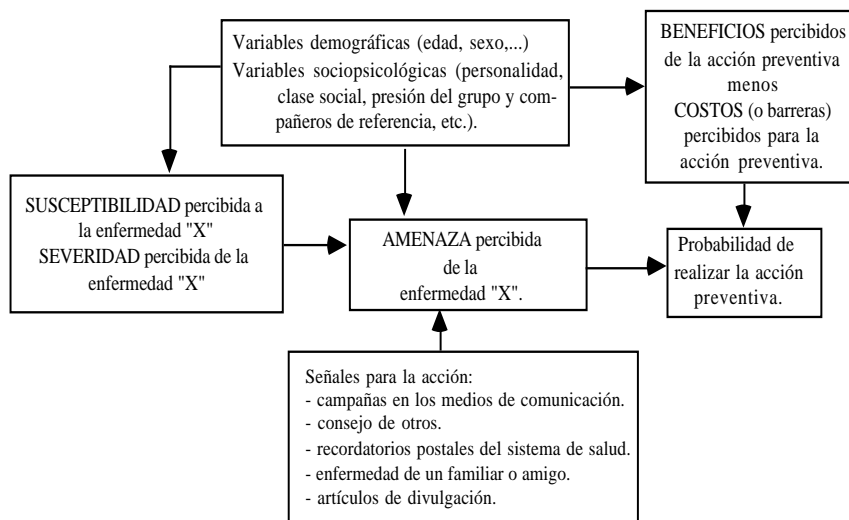 Variables demográficas (edad, sexo,...)
Variables sociopsicológicas (personalidad,
clase social, presión del grupo y com-
pañeros de referencia, etc.).
BENEFICIOS percibidos
de la acción preventiva
menos
COSTOS (o barreras)
percibidos para la
acción preventiva.
SUSCEPTIBILIDAD percibida a
la enfermedad "X"
SEVERIDAD percibida de la
enfermedad "X"
AMENAZA percibida
de la
enfermedad "X".
Probabilidad de
realizar la acción
preventiva.
Señales para la acción:
- campañas en los medios de comunicación.
- consejo de otros.
- recordatorios postales del sistema de salud.
- enfermedad de un familiar o amigo.
- artículos de divulgación.